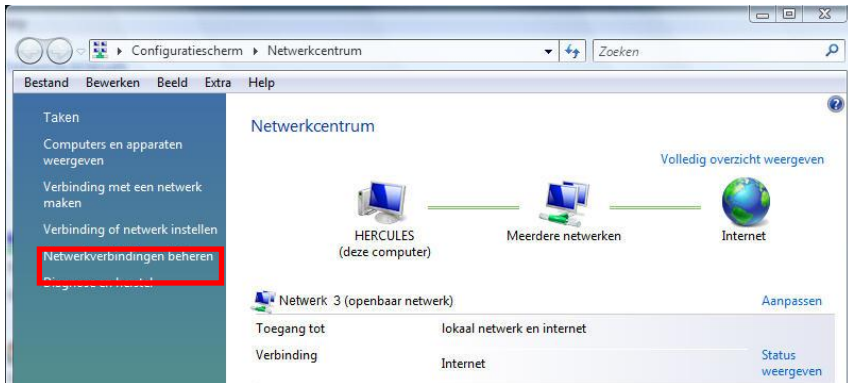 Configuratiescherm ▸ Netwerkcentrum
Zoeken
Bestand Bewerken Beeld Extra Help
Taken
Computers en apparaten
weergeven
Verbinding met een netwerk
maken
Verbinding of netwerk instellen
Netwerkverbindingen beheren
Netwerkcentrum
Volledig overzicht weergeven
HERCULES
(deze computer)
Meerdere netwerken
Internet
Netwerk 3 (openbaar netwerk)
Aanpassen
Toegang tot lokaal netwerk en internet
Verbinding Internet
Status
weergeven